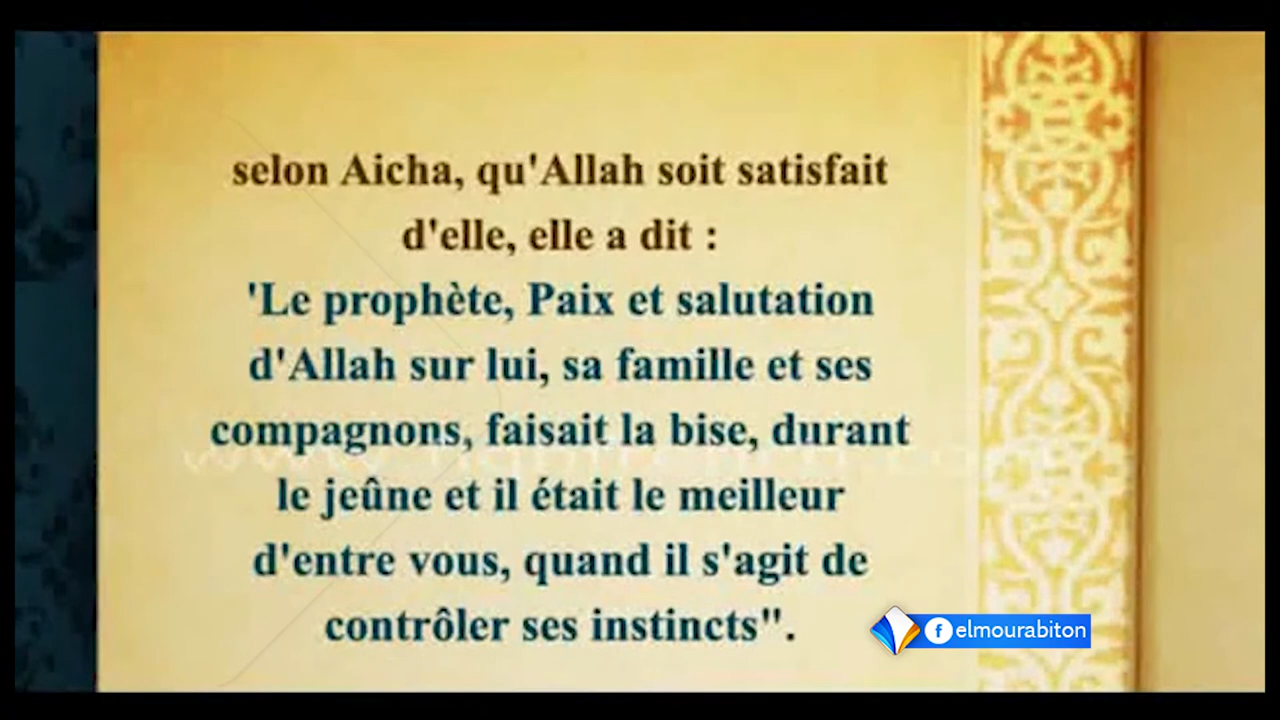 selon Aicha, qu'Allah soit satisfait
d'elle, elle a dit :
'Le prophète, Paix et salutation
d'Allah sur lui, sa famille et ses
compagnons, faisait la bise, durant
le jeûne et il était le meilleur
d'entre vous, quand il s'agit de
contrôler ses instincts".
elmourabiton